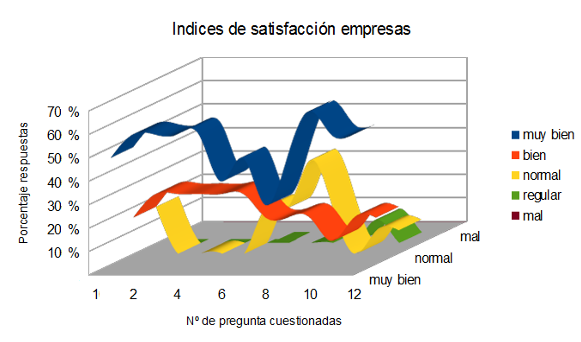 Indices de satisfacción empresas
Porcentaje respuestas
70 %
60 %
50 %
40 %
30 %
20 %
10 %
1 2 4 6 8 10 12
muy bien
normal
mal
Nº de pregunta cuestionadas
muy bien
bien
normal
regular
mal